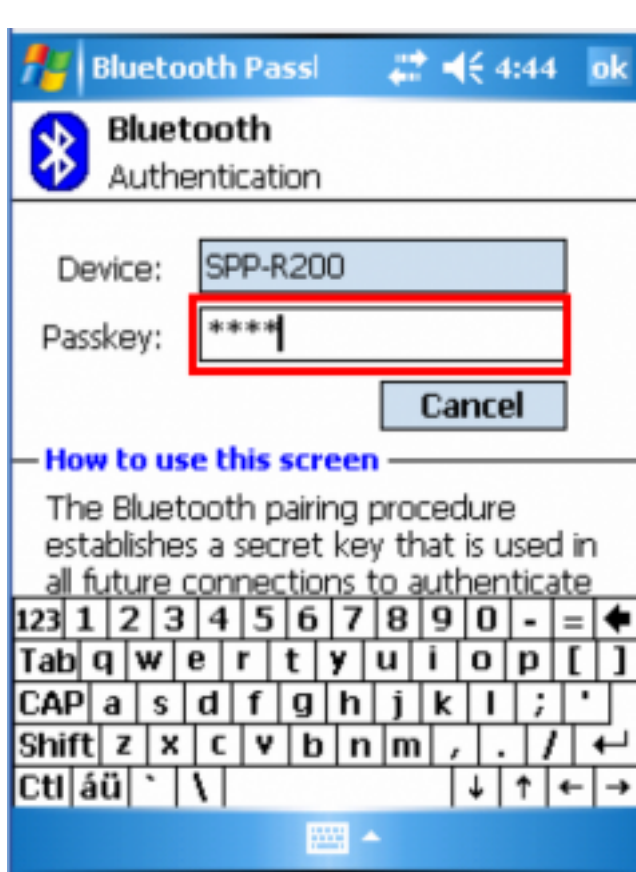 Bluetooth Passl 4:44 ok
Bluetooth
Authentication
Device: SPP-R200
Passkey: ****
Cancel
How to use this screen
The Bluetooth pairing procedure
establishes a secret key that is used in
all future connections to authenticate
123 1 2 3 4 5 6 7 8 9 0 - =
Tab q w e r t y u i o p [ ]
CAP a s d f g h j k l ; '
Shift z x c v b n m , . /
Ctl áü ` \